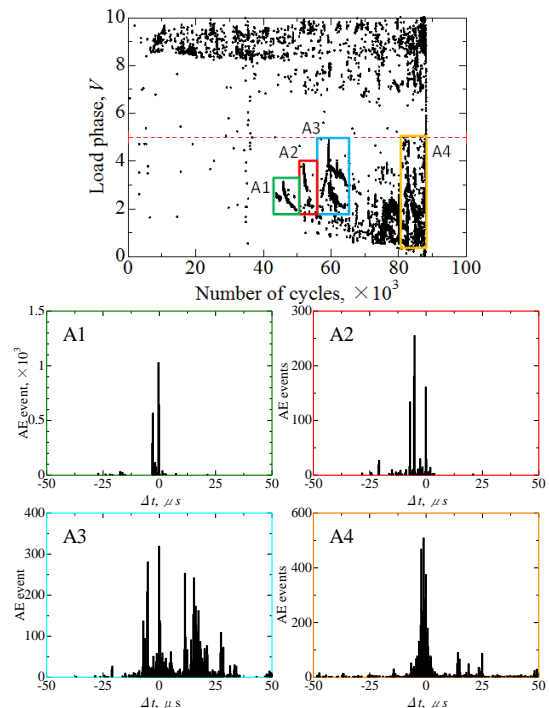 10
8
6
4
2
0
Load phase, V
A1
A2
A3
A4
0 20 40 60 80 100
Number of cycles, ×10³
A1
AE event, ×10³
1.5
1
0.5
0
-50 -25 0 25 50
Δt, μs
A2
AE events
300
200
100
0
-50 -25 0 25 50
Δt, μs
A3
AE event
400
300
200
100
0
-50 -25 0 25 50
Δt, μs
A4
AE events
600
400
200
0
-50 -25 0 25 50
Δt, μs